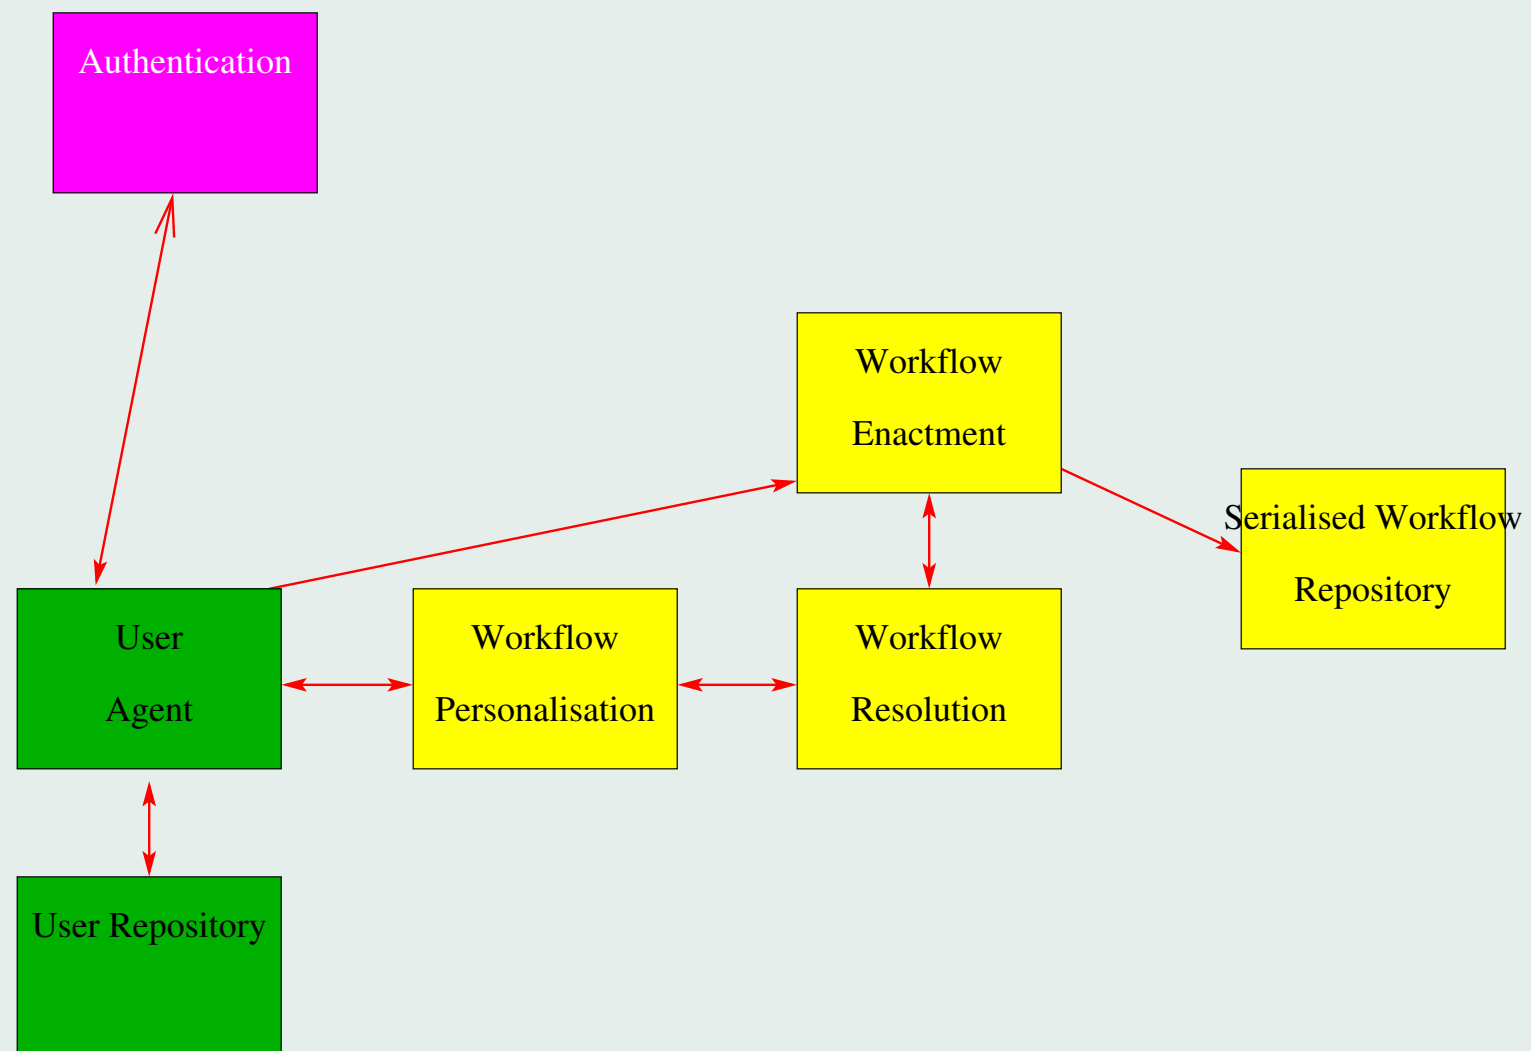 Authentication
Workflow
Enactment
Serialised Workflow
Repository
User
Agent
Workflow
Personalisation
Workflow
Resolution
User Repository